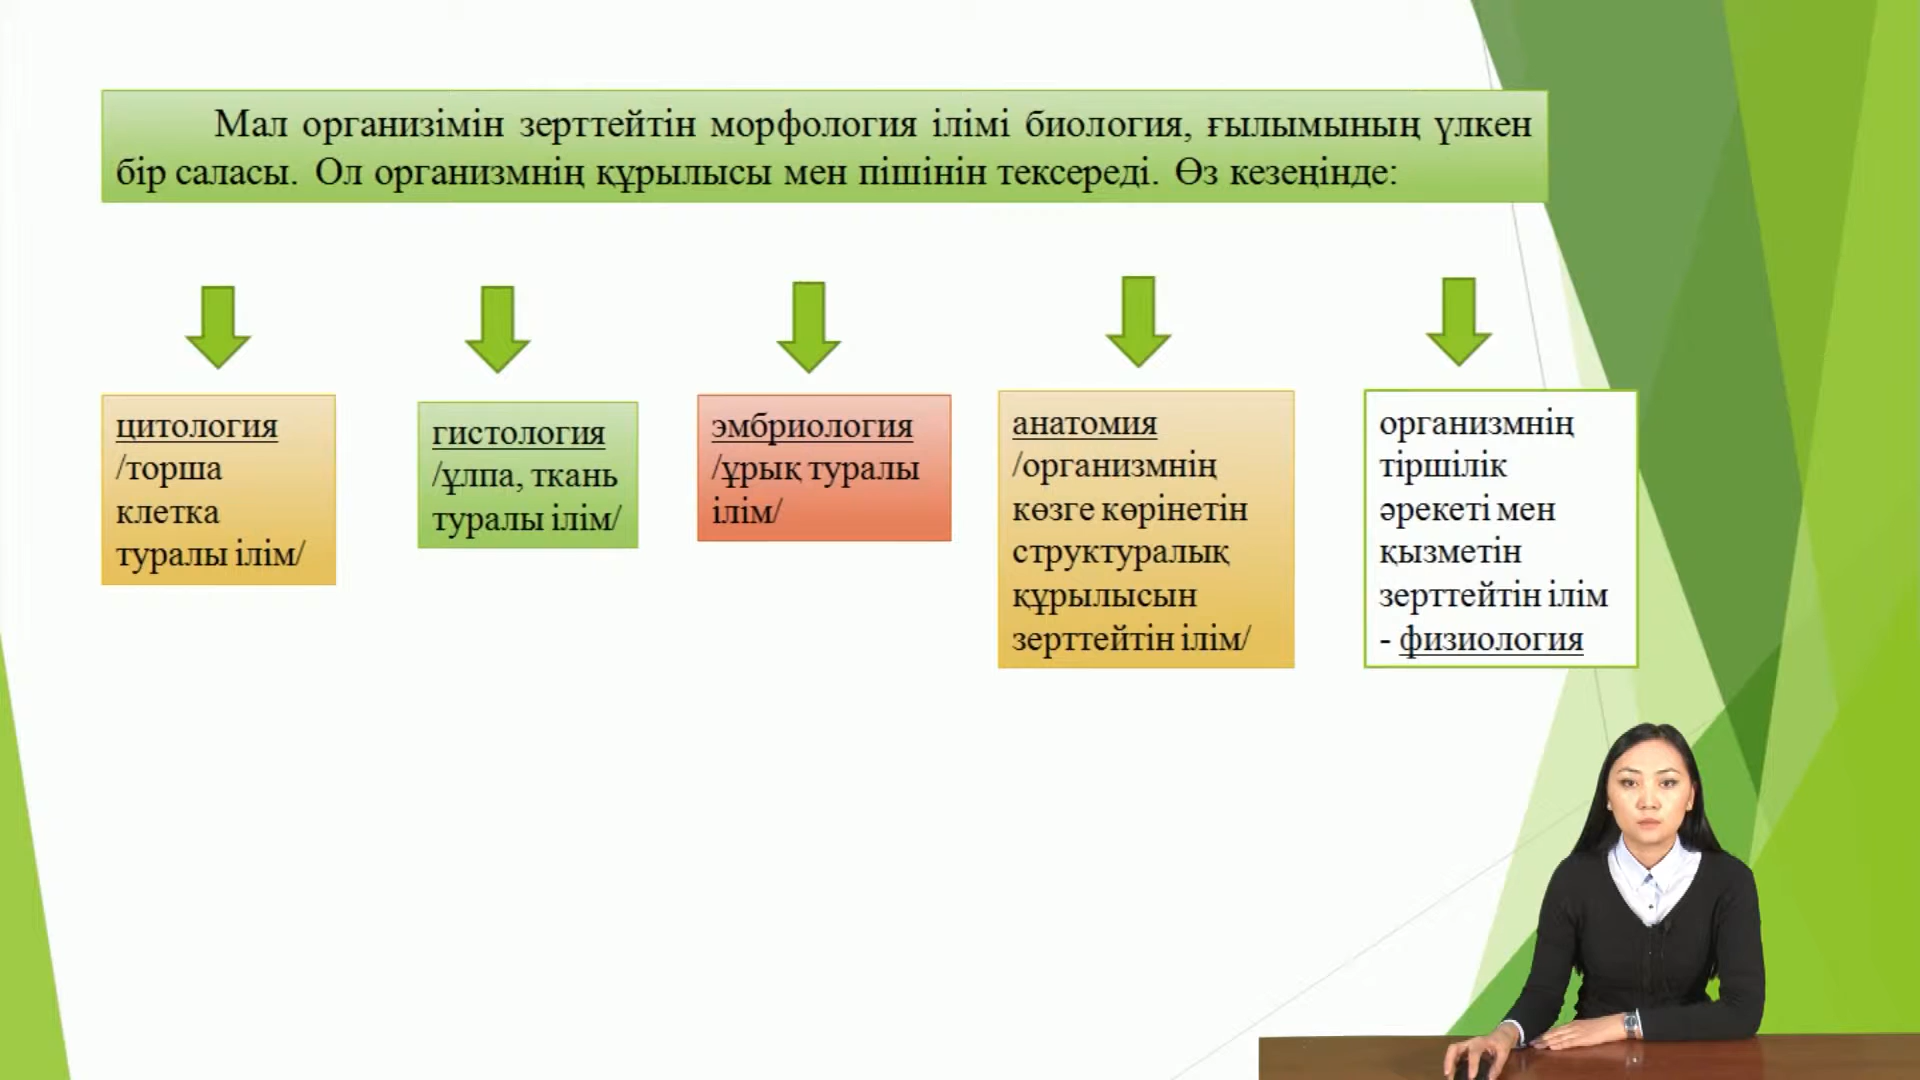 Мал организімін зерттейтін морфология ілімі биология, ғылымының үлкен
бір саласы. Ол организмнің құрылысы мен пішінін тексереді. Өз кезеңінде:
цитология
/торша
клетка
туралы ілім/
гистология
/ұлпа, ткань
туралы ілім/
эмбриология
/ұрық туралы
ілім/
анатомия
/организмнің
көзге көрінетін
структуралық
құрылысын
зерттейтін ілім/
организмнің
тіршілік
әрекеті мен
қызметін
зерттейтін ілім
- физиология